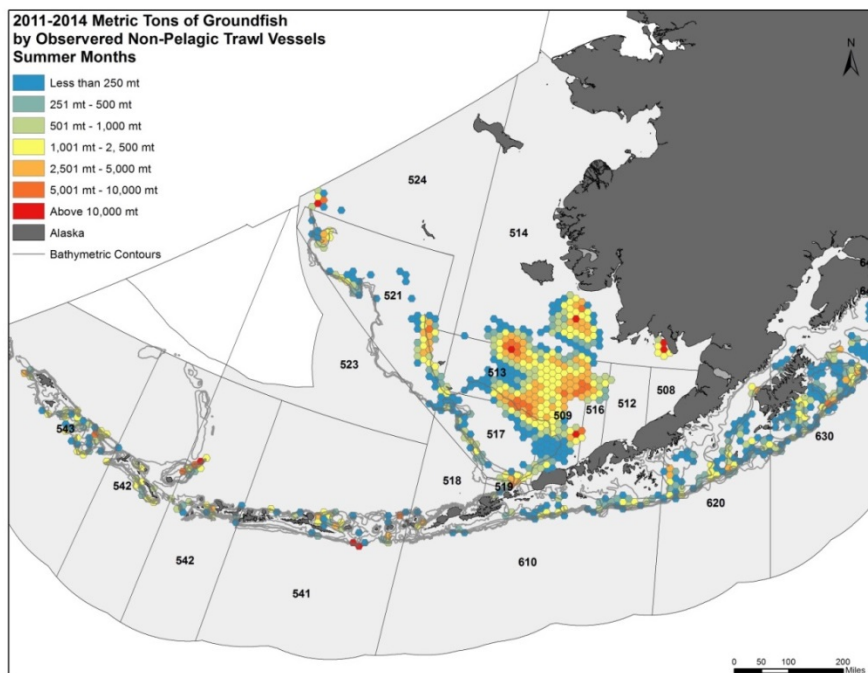 2011-2014 Metric Tons of Groundfish
by Observered Non-Pelagic Trawl Vessels
Summer Months
Less than 250 mt
251 mt - 500 mt
501 mt - 1,000 mt
1,001 mt - 2, 500 mt
2,501 mt - 5,000 mt
5,001 mt - 10,000 mt
Above 10,000 mt
Alaska
Bathymetric Contours
N
524
514
521
523
513
508
516
512
509
517
518
519
543
542
542
541
610
620
630
0 50 100 200
Miles